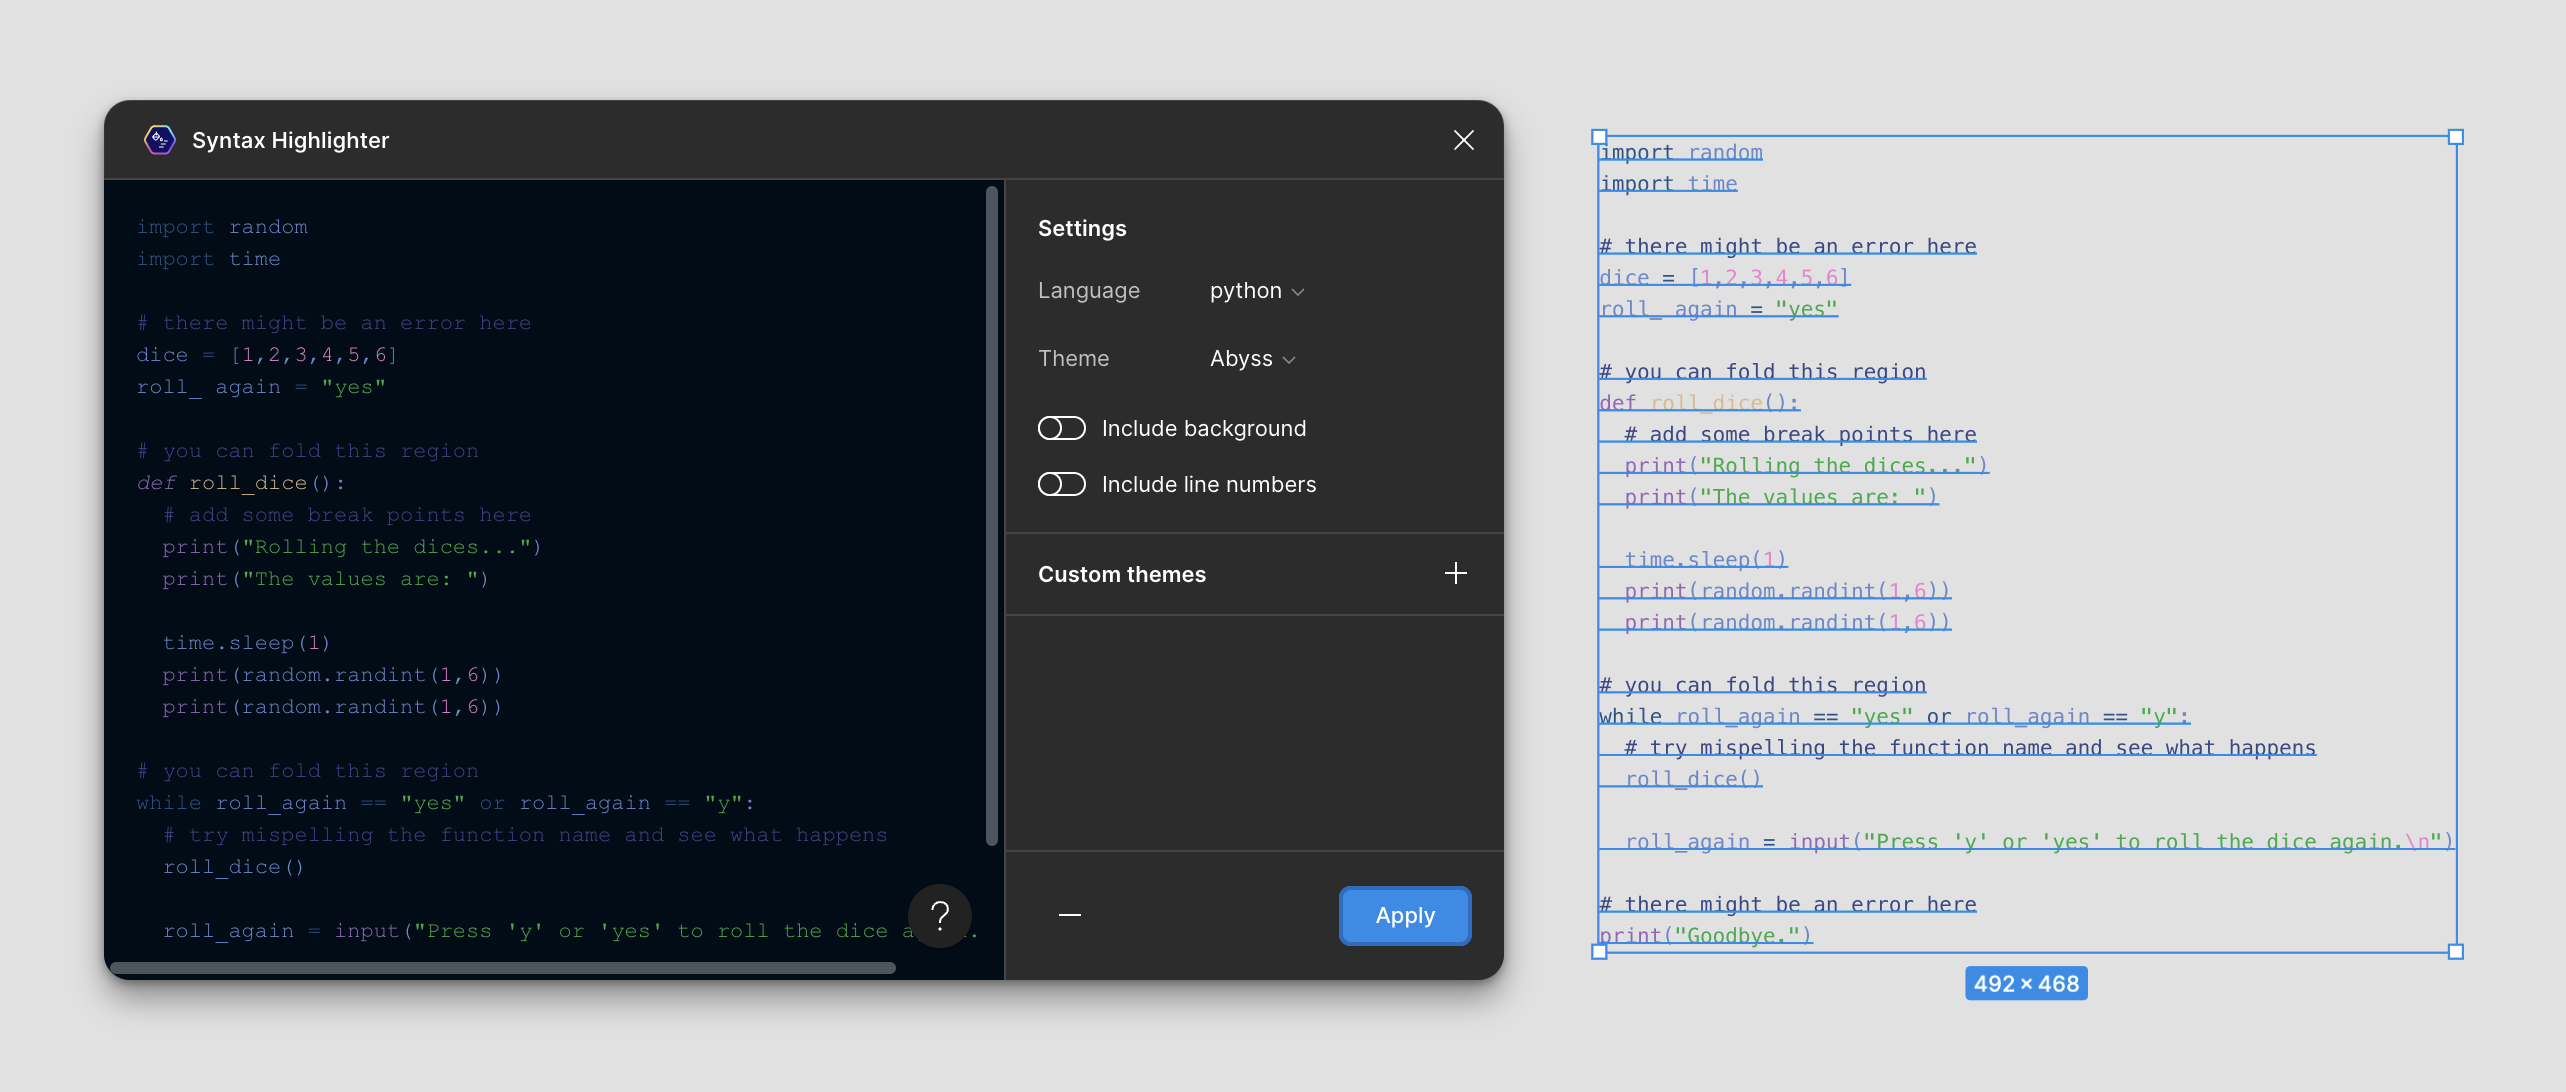 Syntax Highlighter
import random
import time
# there might be an error here
dice = [1,2,3,4,5,6]
roll_ again = "yes"
# you can fold this region
def roll_dice():
  # add some break points here
  print("Rolling the dices...")
  print("The values are: ")
  time.sleep(1)
  print(random.randint(1,6))
  print(random.randint(1,6))
# you can fold this region
while roll_again == "yes" or roll_again == "y":
  # try mispelling the function name and see what happens
  roll_dice()
  roll_again = input("Press 'y' or 'yes' to roll the dice
?
Settings
Language python
Theme Abyss
Include background
Include line numbers
Custom themes
Apply
import random
import time
# there might be an error here
dice = [1,2,3,4,5,6]
roll_ again = "yes"
# you can fold this region
def roll_dice():
  # add some break points here
  print("Rolling the dices...")
  print("The values are: ")
  time.sleep(1)
  print(random.randint(1,6))
  print(random.randint(1,6))
# you can fold this region
while roll_again == "yes" or roll_again == "y":
  # try mispelling the function name and see what happens
  roll_dice()
  roll_again = input("Press 'y' or 'yes' to roll the dice again.\n")
# there might be an error here
print("Goodbye.")
492 × 468